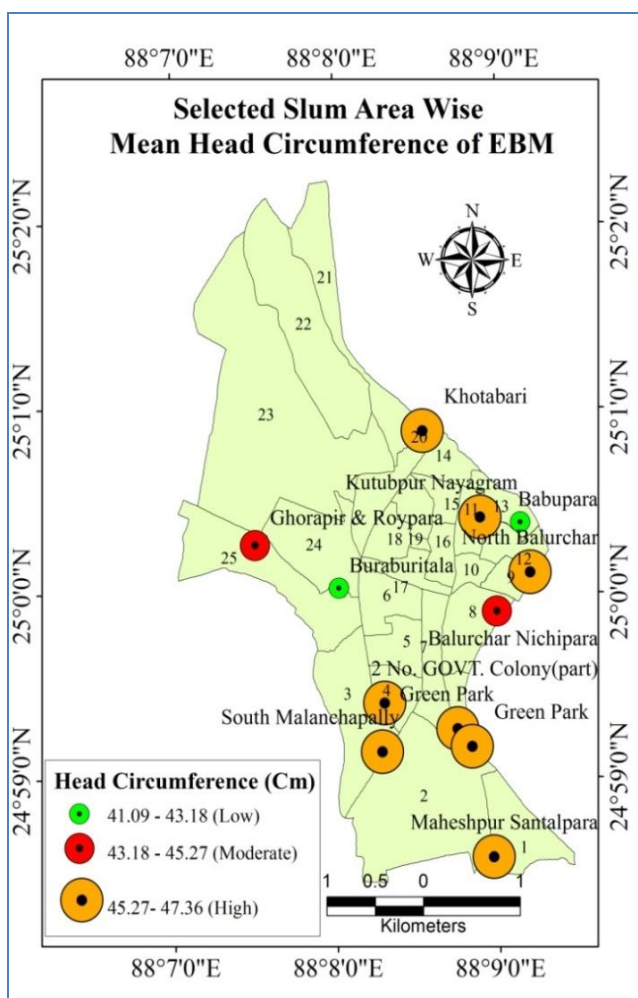 88°7'0"E 88°8'0"E 88°9'0"E
Selected Slum Area Wise
Mean Head Circumference of EBM
N
W E
S
25°2'0"N 25°2'0"N
21
22
25°1'0"N 25°1'0"N
23
Khotabari
20
14
Kutubpur Nayagram
15 11 13 Babupara
Ghorapir & Roypara
24 18 19 16 North Balurchar
25
12
10
9
Buraburitala
17
6
25°0'0"N 25°0'0"N
8
5 7 Balurchar Nichipara
2 No. GOVT. Colony(part)
3 4 Green Park
South Malanchapally Green Park
24°59'0"N 24°59'0"N
2
Maheshpur Santalpara
1
Head Circumference (Cm)
41.09 - 43.18 (Low)
43.18 - 45.27 (Moderate)
45.27- 47.36 (High)
1 0.5 0 1
Kilometers
88°7'0"E 88°8'0"E 88°9'0"E